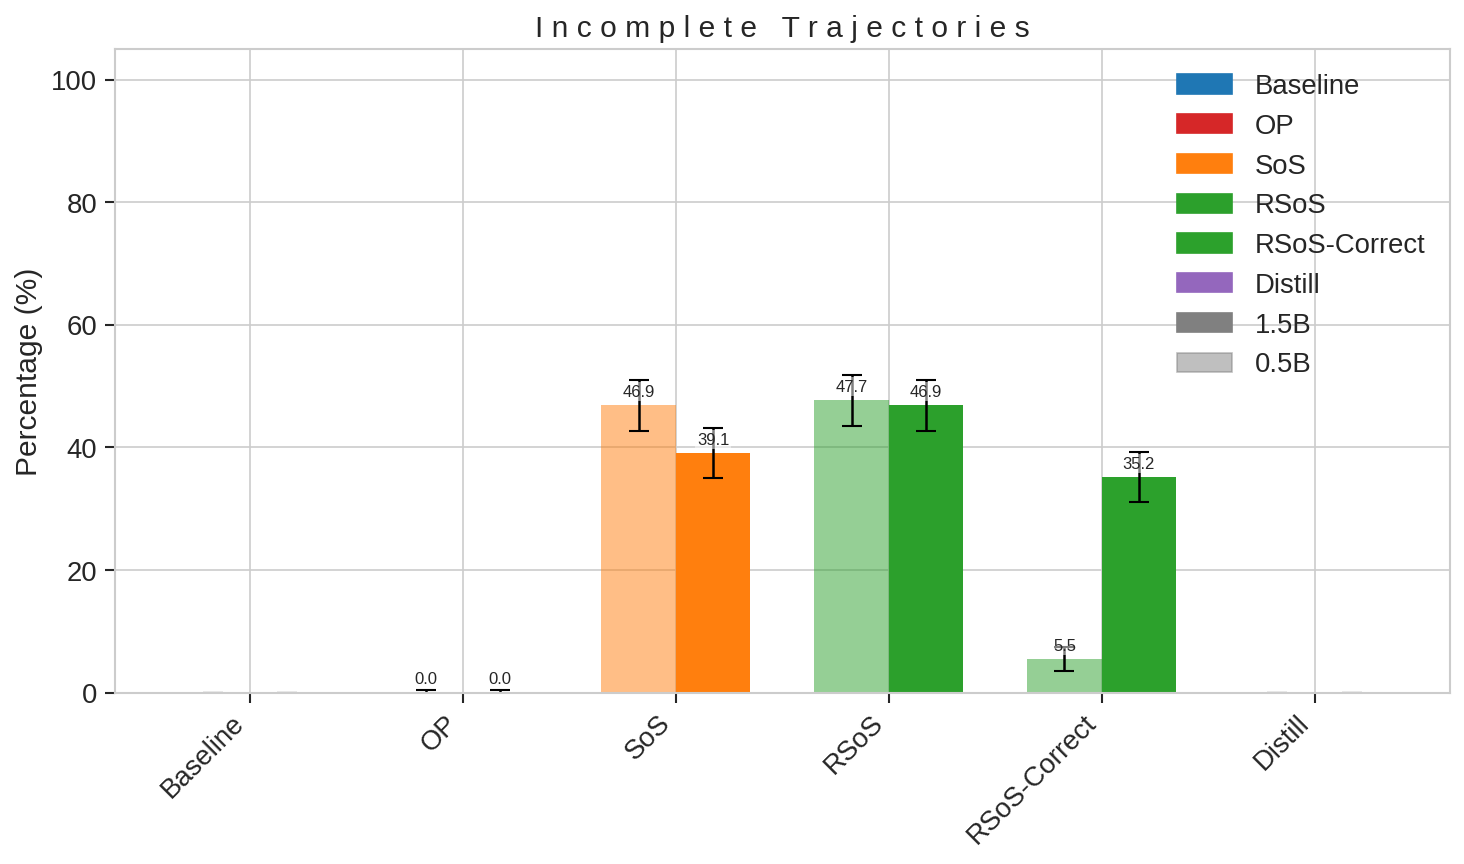 Incomplete Trajectories
Percentage (%)
100
80
60
40
20
0
Baseline
OP
SoS
RSoS
RSoS-Correct
Distill
1.5B
0.5B
0.0
0.0
46.9
39.1
47.7
46.9
5.5
35.2
Baseline
OP
SoS
RSoS
RSoS-Correct
Distill